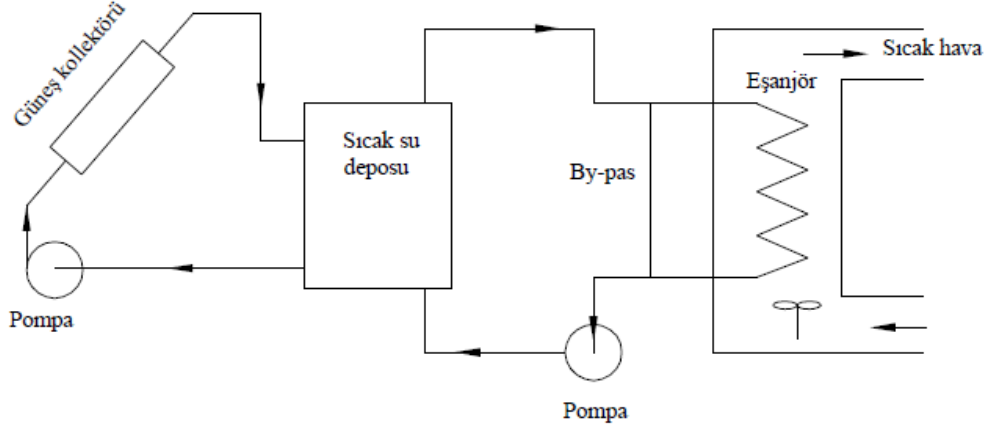 Güneş kollektörü
Sıcak su
deposu
Pompa
By-pas
Eşanjör
Sıcak hava
Pompa